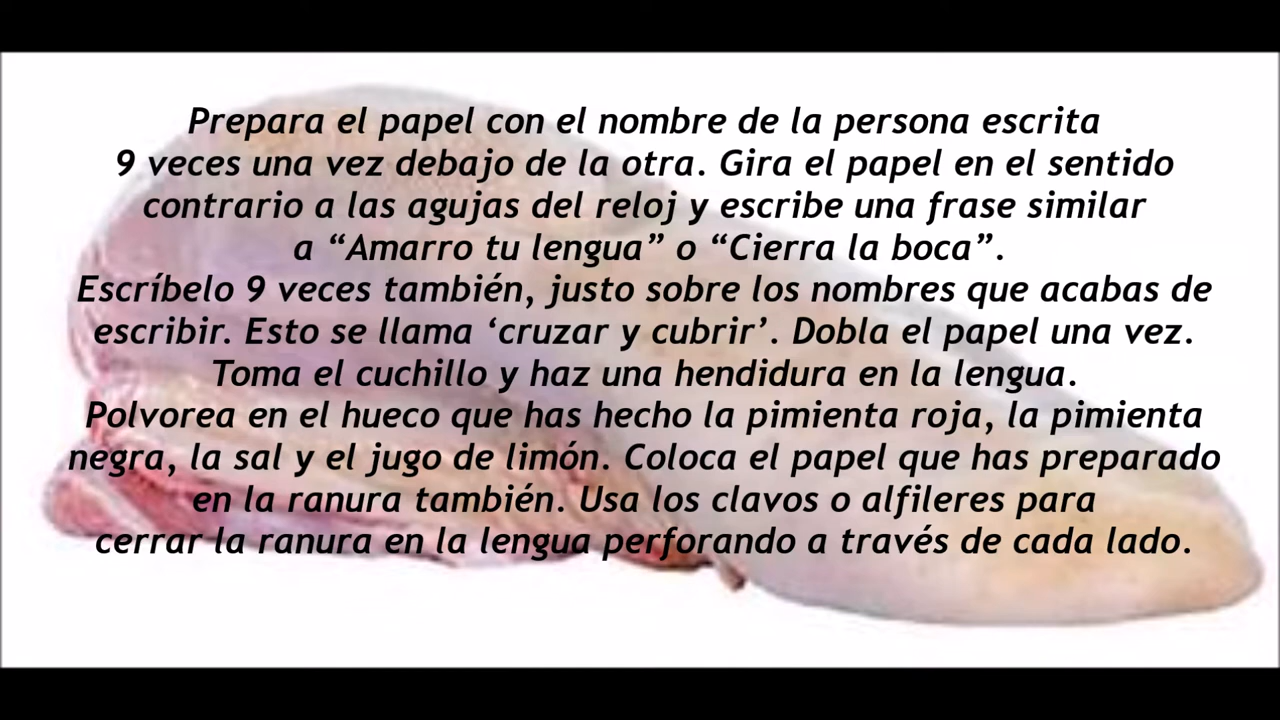 Prepara el papel con el nombre de la persona escrita
9 veces una vez debajo de la otra. Gira el papel en el sentido
contrario a las agujas del reloj y escribe una frase similar
a “Amarro tu lengua” o “Cierra la boca”.
Escríbelo 9 veces también, justo sobre los nombres que acabas de
escribir. Esto se llama ‘cruzar y cubrir’. Dobla el papel una vez.
Toma el cuchillo y haz una hendidura en la lengua.
Polvorea en el hueco que has hecho la pimienta roja, la pimienta
negra, la sal y el jugo de limón. Coloca el papel que has preparado
en la ranura también. Usa los clavos o alfileres para
cerrar la ranura en la lengua perforando a través de cada lado.